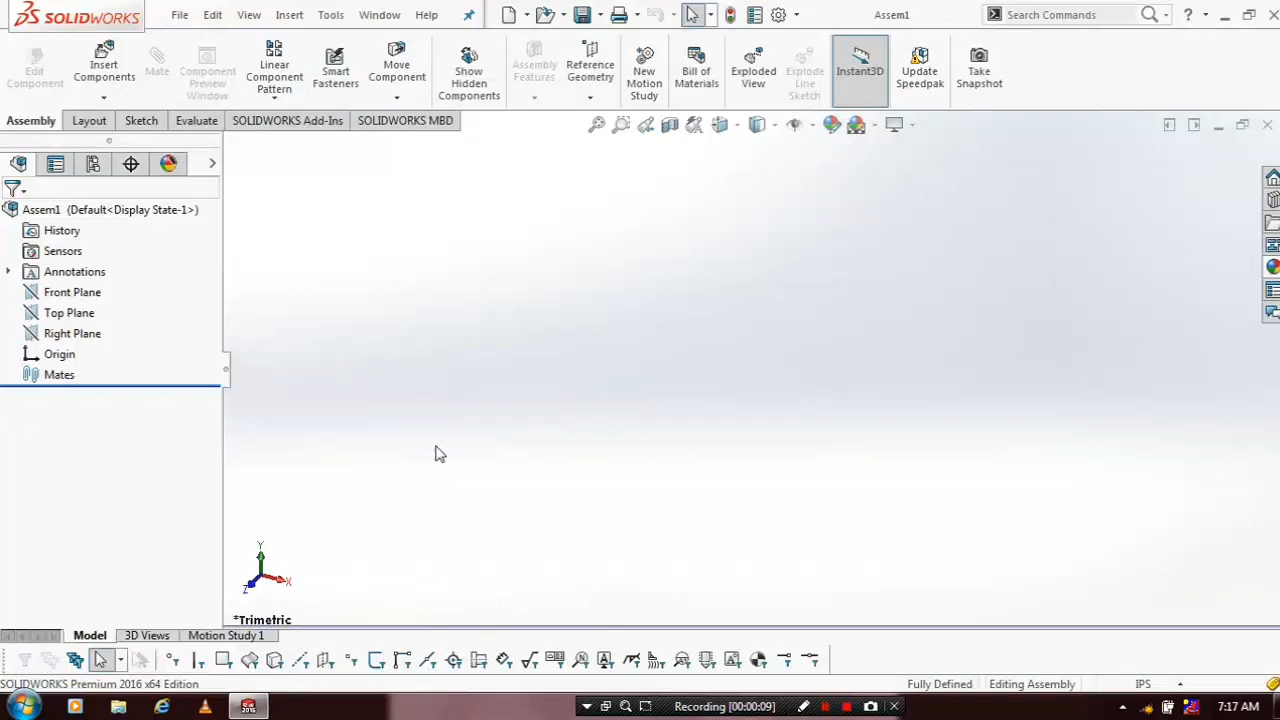 SOLIDWORKS File Edit View Insert Tools Window Help Assem1 Search Commands ?
Edit Component
Insert Components
Mate
Component Preview Window
Linear Component Pattern
Smart Fasteners
Move Component
Show Hidden Components
Assembly Features
Reference Geometry
New Motion Study
Bill of Materials
Exploded View
Explode Line Sketch
Instant3D
Update Speedpak
Take Snapshot
Assembly Layout Sketch Evaluate SOLIDWORKS Add-Ins SOLIDWORKS MBD
Assem1 (Default<Display State-1>)
History
Sensors
Annotations
Front Plane
Top Plane
Right Plane
Origin
Mates
Y
X
Z
*Trimetric
Model 3D Views Motion Study 1
SOLIDWORKS Premium 2016 x64 Edition Fully Defined Editing Assembly IPS
Recording [00:00:09] 7:17 AM